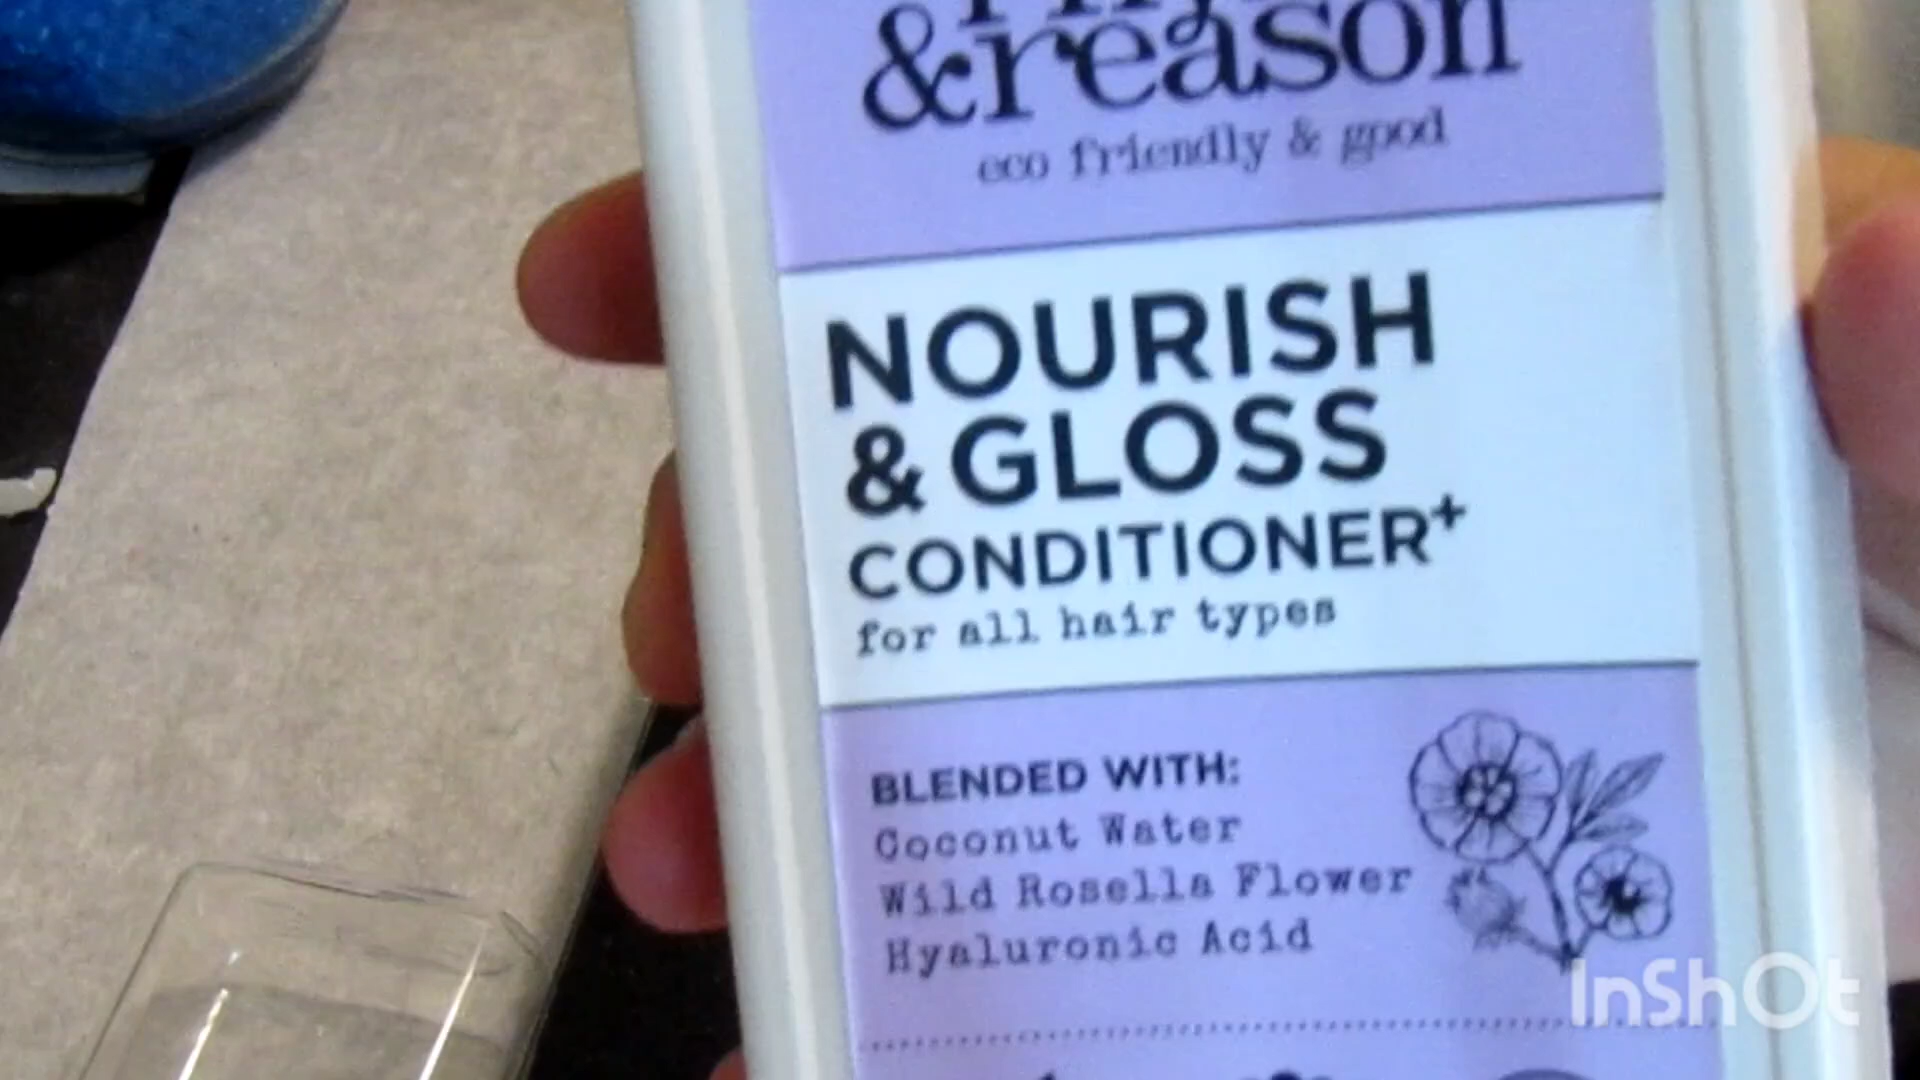 &reason
eco friendly & good
NOURISH
& GLOSS
CONDITIONER+
for all hair types
BLENDED WITH:
Coconut Water
Wild Rosella Flower
Hyaluronic Acid
InShOt